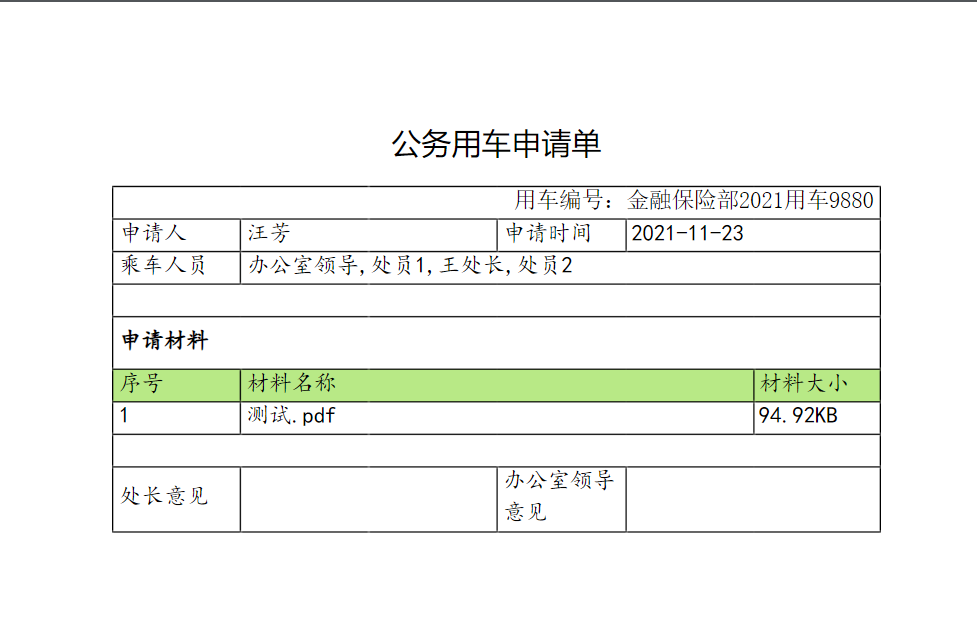 公务用车申请单
用车编号：金融保险部2021用车9880
申请人 汪芳 申请时间 2021-11-23
乘车人员 办公室领导,处员1,王处长,处员2
申请材料
序号 材料名称 材料大小
1 测试.pdf 94.92KB
处长意见 办公室领导
意见